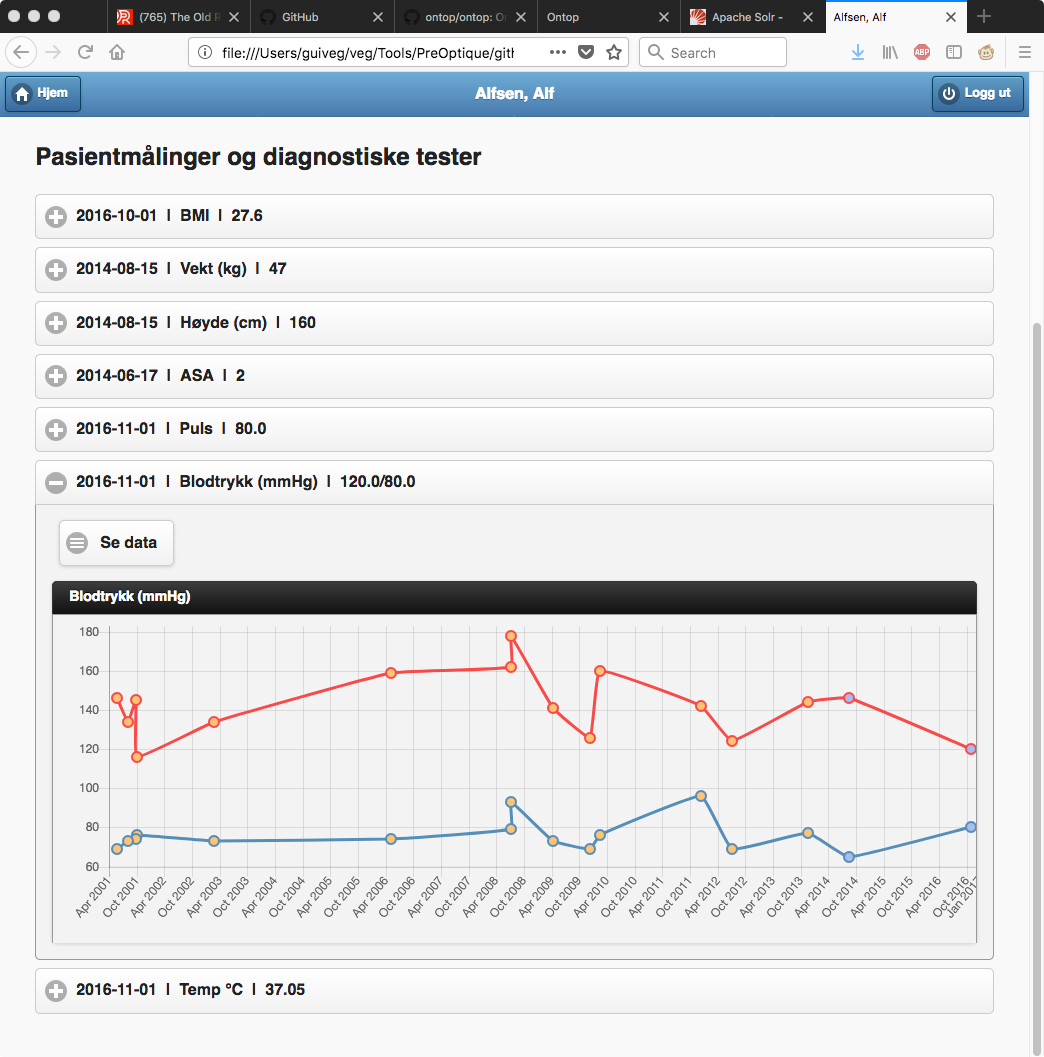 (765) The Old R
GitHub
ontop/ontop: On
Ontop
Apache Solr -
Alfsen, Alf
file:///Users/guiveg/veg/Tools/PreOptique/gith
Search
ABP
Hjem
Alfsen, Alf
Logg ut
Pasientmålinger og diagnostiske tester
2016-10-01 | BMI | 27.6
2014-08-15 | Vekt (kg) | 47
2014-08-15 | Høyde (cm) | 160
2014-06-17 | ASA | 2
2016-11-01 | Puls | 80.0
2016-11-01 | Blodtrykk (mmHg) | 120.0/80.0
Se data
Blodtrykk (mmHg)
180
160
140
120
100
80
60
Apr 2001
Oct 2001
Apr 2002
Oct 2002
Apr 2003
Oct 2003
Apr 2004
Oct 2004
Apr 2005
Oct 2005
Apr 2006
Oct 2006
Apr 2007
Oct 2007
Apr 2008
Oct 2008
Apr 2009
Oct 2009
Apr 2010
Oct 2010
Apr 2011
Oct 2011
Apr 2012
Oct 2012
Apr 2013
Oct 2013
Apr 2014
Oct 2014
Apr 2015
Oct 2015
Apr 2016
Oct 2016
Jan 2017
2016-11-01 | Temp °C | 37.05